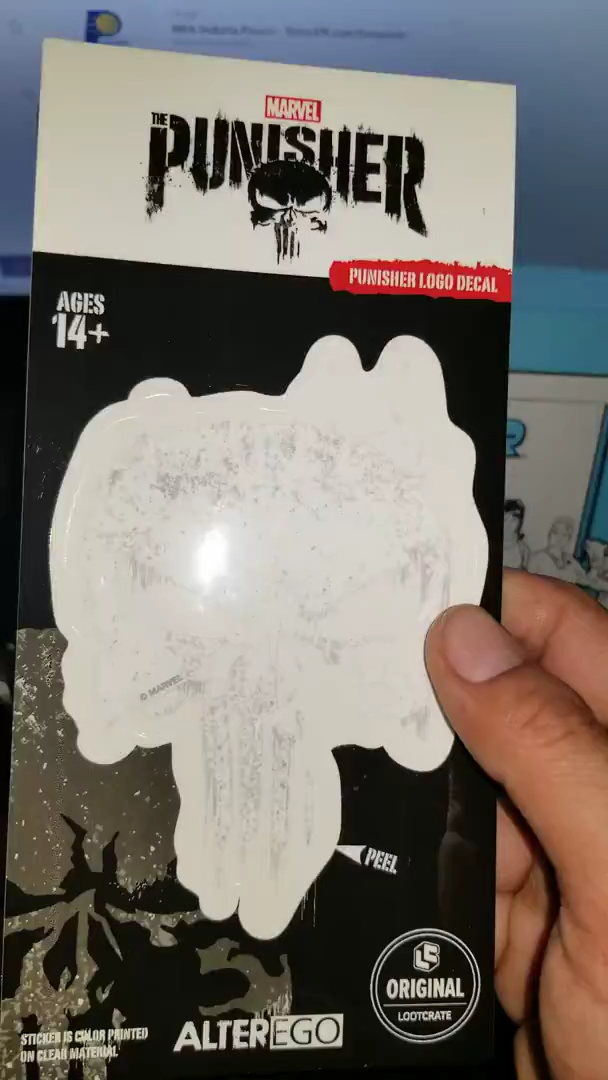 MARVEL
THE
PUNISHER
PUNISHER LOGO DECAL
AGES
14+
© MARVEL
PEEL
ORIGINAL
LOOTCRATE
STICKER IS COLOR PRINTED
ON CLEAR MATERIAL
ALTER EGO